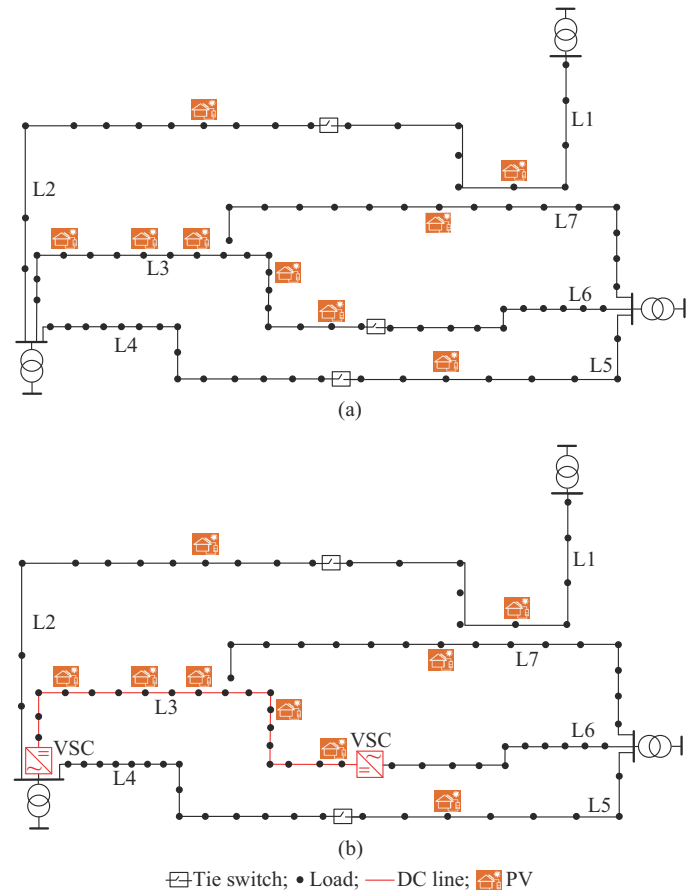 L1
L2
L7
L3
L6
L4
L5
(a)
L1
L2
L7
L3
VSC
VSC
L6
L4
L5
(b)
Tie switch; Load; DC line; PV